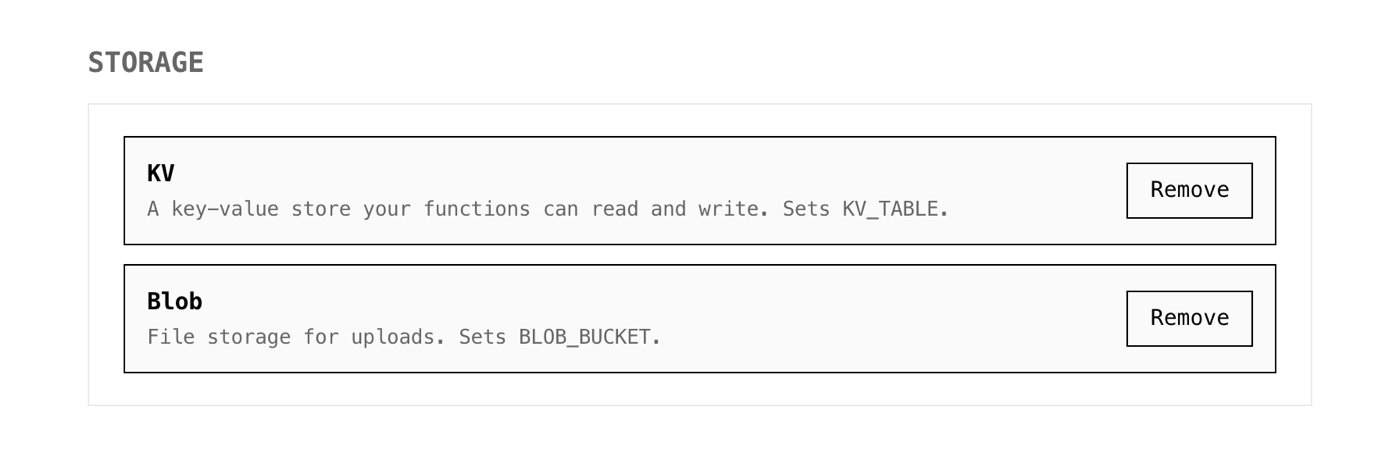 STORAGE
KV
A key-value store your functions can read and write. Sets KV_TABLE.
Remove
Blob
File storage for uploads. Sets BLOB_BUCKET.
Remove